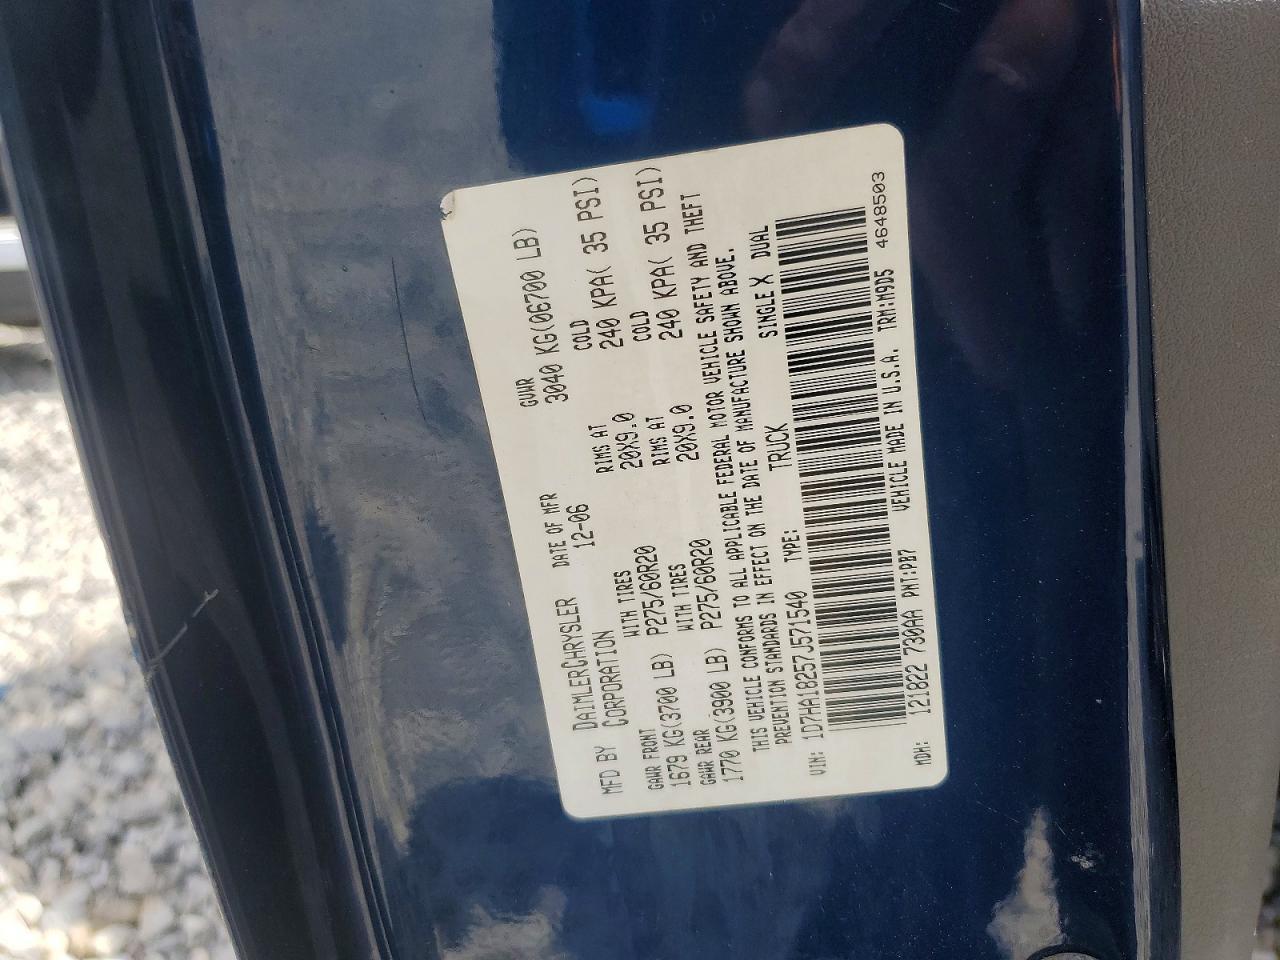 MFD BY DAIMLERCHRYSLER CORPORATION DATE OF MFR 12-06 GVWR 3040 KG(06700 LB)
GAWR FRONT WITH TIRES RIMS AT COLD
1679 KG(3700 LB) P275/60R20 20X9.0 240 KPA( 35 PSI)
GAWR REAR WITH TIRES RIMS AT COLD
1770 KG(3900 LB) P275/60R20 20X9.0 240 KPA( 35 PSI)
THIS VEHICLE CONFORMS TO ALL APPLICABLE FEDERAL MOTOR VEHICLE SAFETY AND THEFT
PREVENTION STANDARDS IN EFFECT ON THE DATE OF MANUFACTURE SHOWN ABOVE.
VIN: 1D7HA18257J571540 TYPE: TRUCK SINGLE X DUAL
VEHICLE MADE IN U.S.A. TRM:M9D5 4648503
MDH: 121822 730AA PNT:PB7